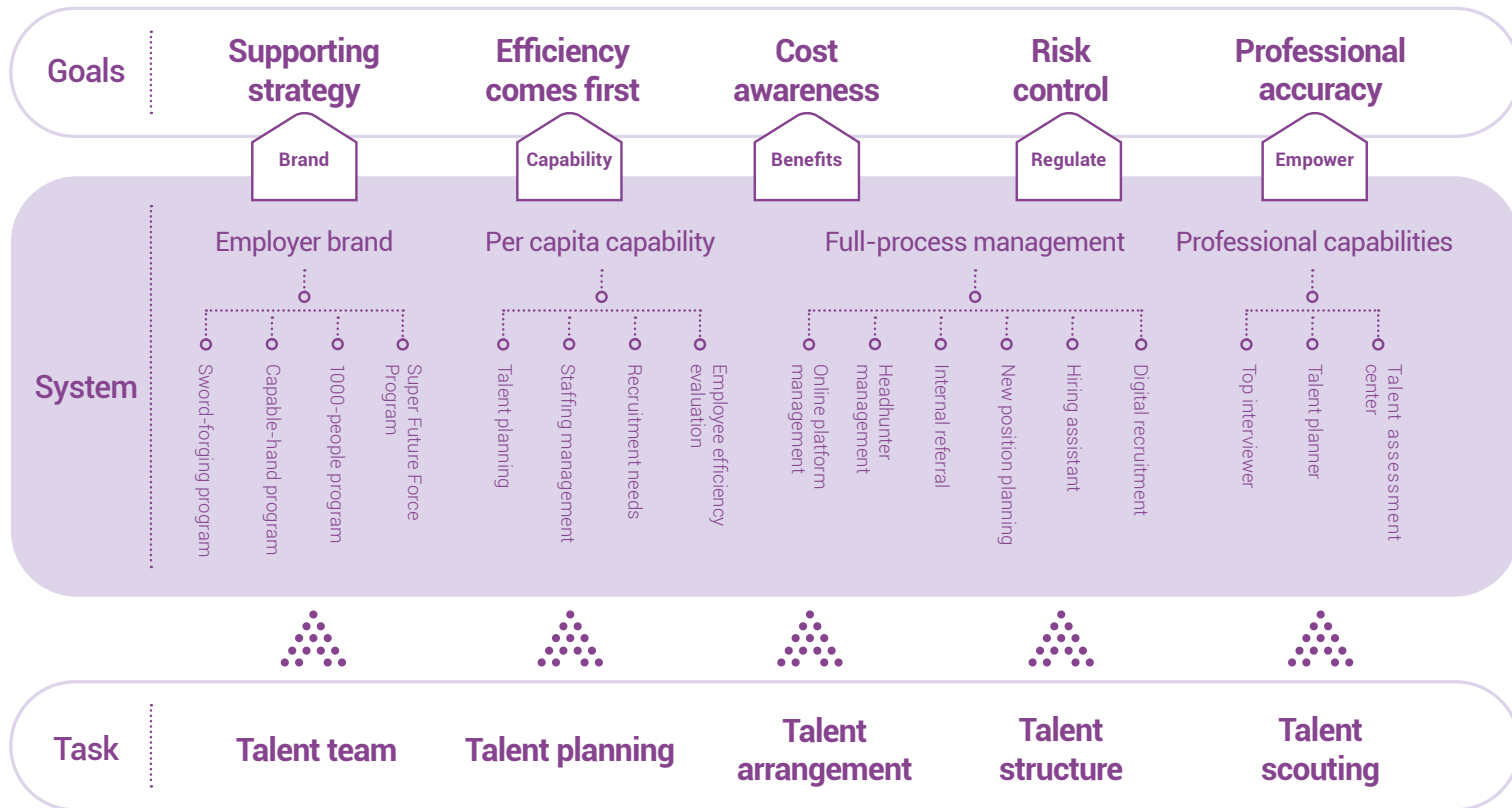 Goals
Supporting
strategy
Efficiency
comes first
Cost
awareness
Risk
control
Professional
accuracy
Brand
Capability
Benefits
Regulate
Empower
System
Employer brand
Per capita capability
Full-process management
Professional capabilities
Sword-forging program
Capable-hand program
1000-people program
Super Future Force
Program
Talent planning
Staffing management
Recruitment needs
Employee efficiency
evaluation
Online platform
management
Headhunter
management
Internal referral
New position planning
Hiring assistant
Digital recruitment
Top interviewer
Talent planner
Talent assessment
center
Task
Talent team
Talent planning
Talent
arrangement
Talent
structure
Talent
scouting